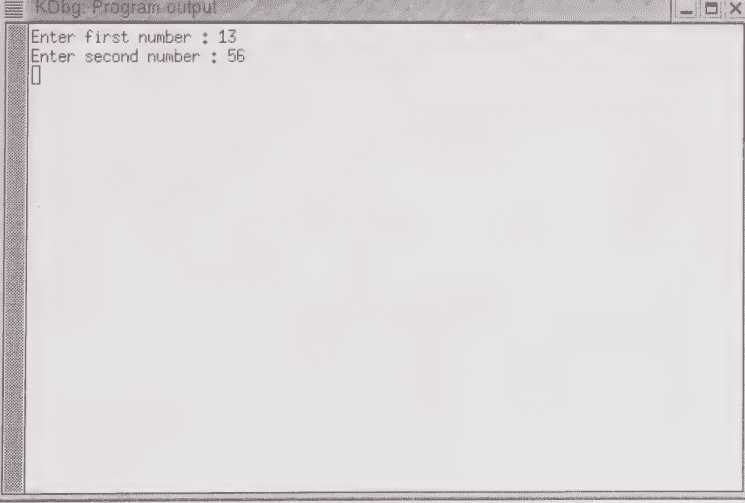 KDbg: Program output
Enter first number : 13
Enter second number : 56